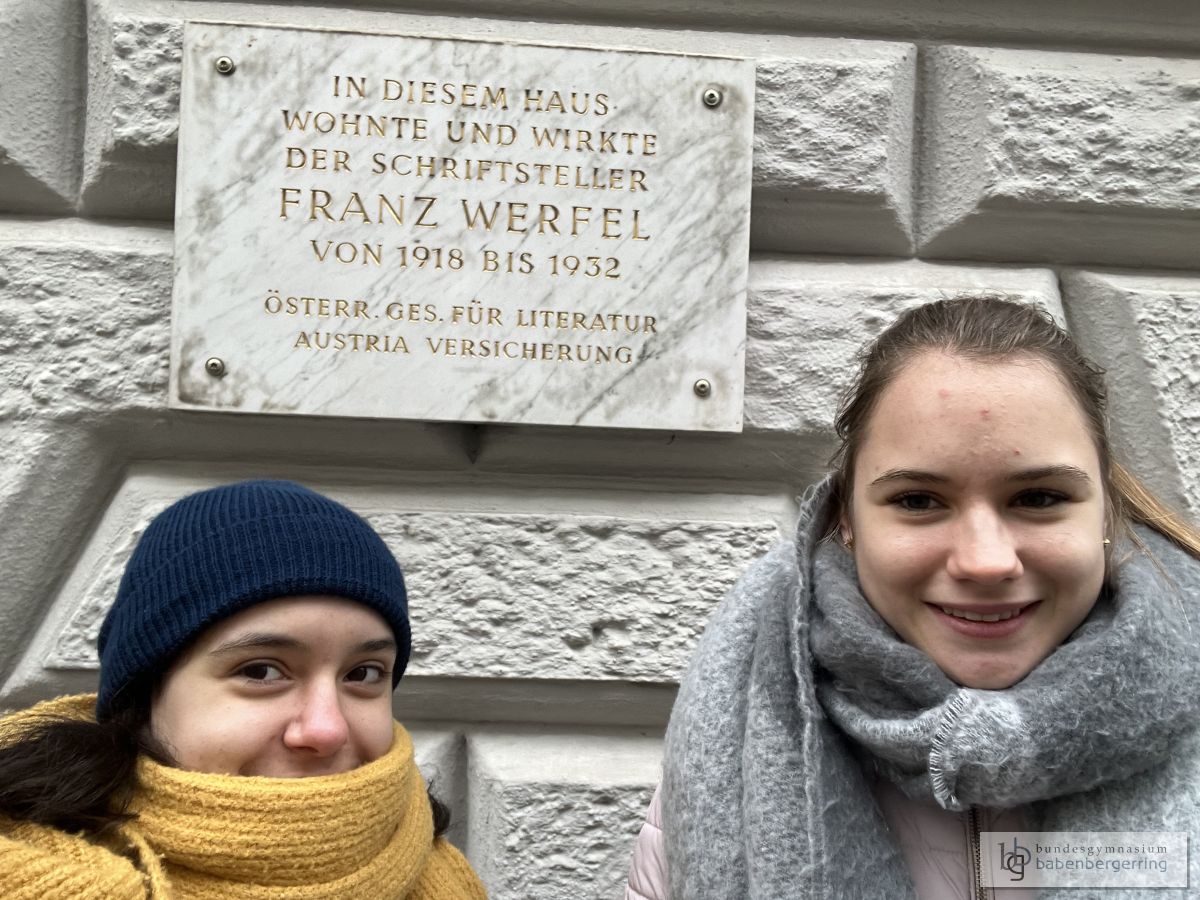 IN DIESEM HAUS
WOHNTE UND WIRKTE
DER SCHRIFTSTELLER
FRANZ WERFEL
VON 1918 BIS 1932
ÖSTERR. GES. FÜR LITERATUR
AUSTRIA VERSICHERUNG
bg
bundesgymnasium
babenbergerring